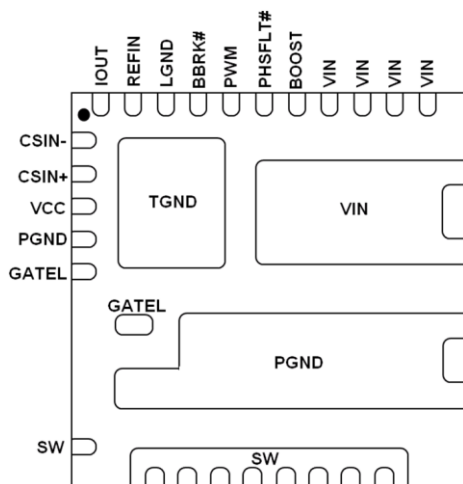 IOUT
REFIN
LGND
BBRK#
PWM
PHSFLT#
BOOST
VIN
VIN
VIN
VIN
CSIN-
CSIN+
VCC
PGND
GATEL
TGND
VIN
GATEL
PGND
SW
SW